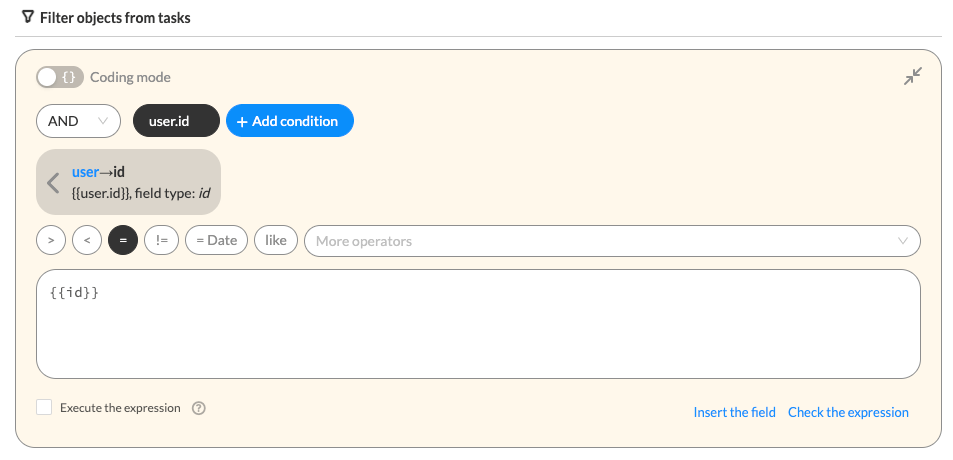 Filter objects from tasks
{} Coding mode
AND user.id + Add condition
user→id
{{user.id}}, field type: id
> < = != = Date like More operators
{{id}}
Execute the expression ? Insert the field Check the expression